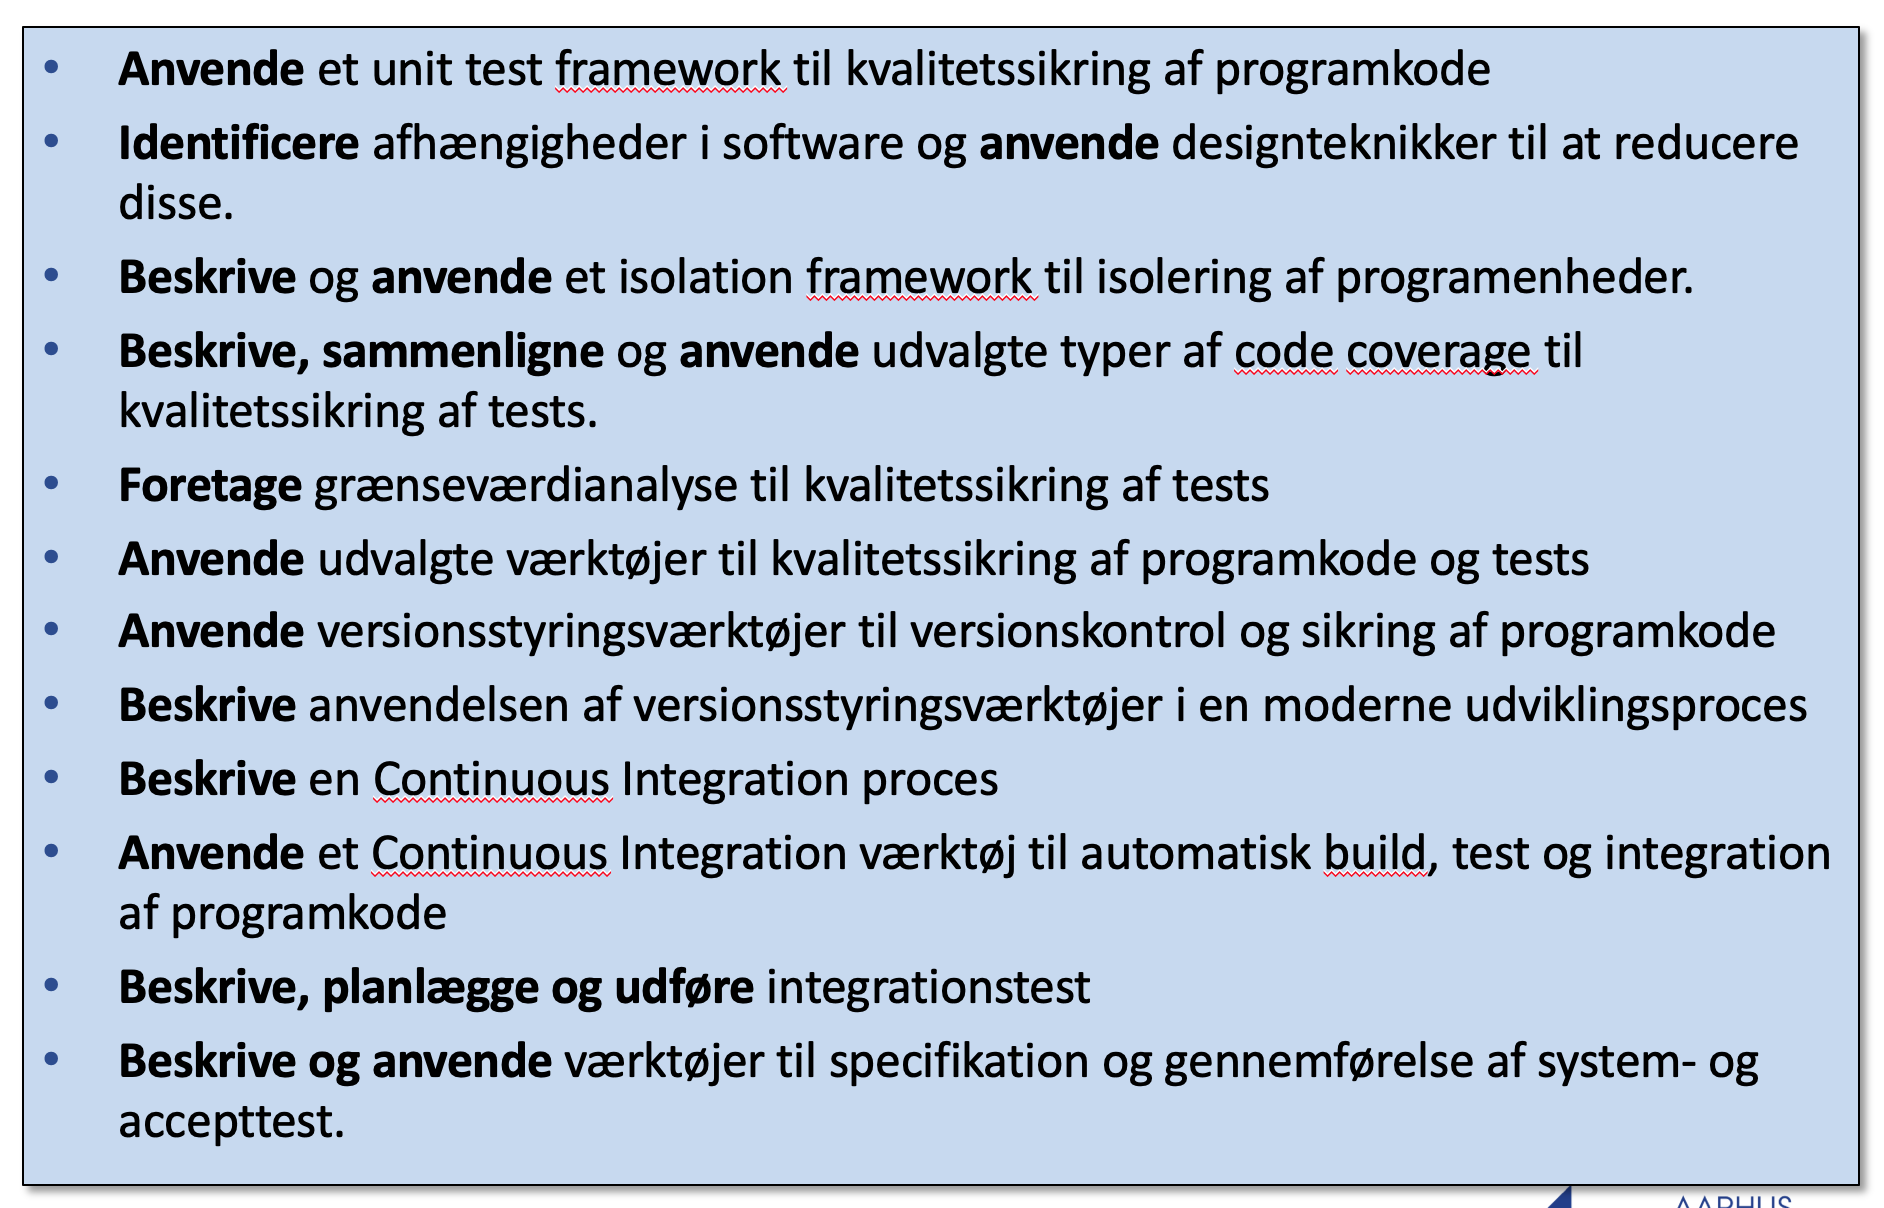 • Anvende et unit test framework til kvalitetssikring af programkode
• Identificere afhængigheder i software og anvende designteknikker til at reducere
disse.
• Beskrive og anvende et isolation framework til isolering af programenheder.
• Beskrive, sammenligne og anvende udvalgte typer af code coverage til
kvalitetssikring af tests.
• Foretage grænseværdianalyse til kvalitetssikring af tests
• Anvende udvalgte værktøjer til kvalitetssikring af programkode og tests
• Anvende versionsstyringsværktøjer til versionskontrol og sikring af programkode
• Beskrive anvendelsen af versionsstyringsværktøjer i en moderne udviklingsproces
• Beskrive en Continuous Integration proces
• Anvende et Continuous Integration værktøj til automatisk build, test og integration
af programkode
• Beskrive, planlægge og udføre integrationstest
• Beskrive og anvende værktøjer til specifikation og gennemførelse af system- og
accepttest.
AARHUS